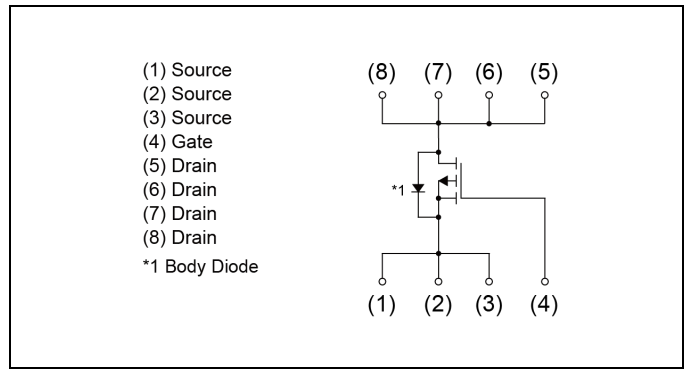 (1) Source
(2) Source
(3) Source
(4) Gate
(5) Drain
(6) Drain
(7) Drain
(8) Drain
*1 Body Diode
(8) (7) (6) (5)
*1
(1) (2) (3) (4)